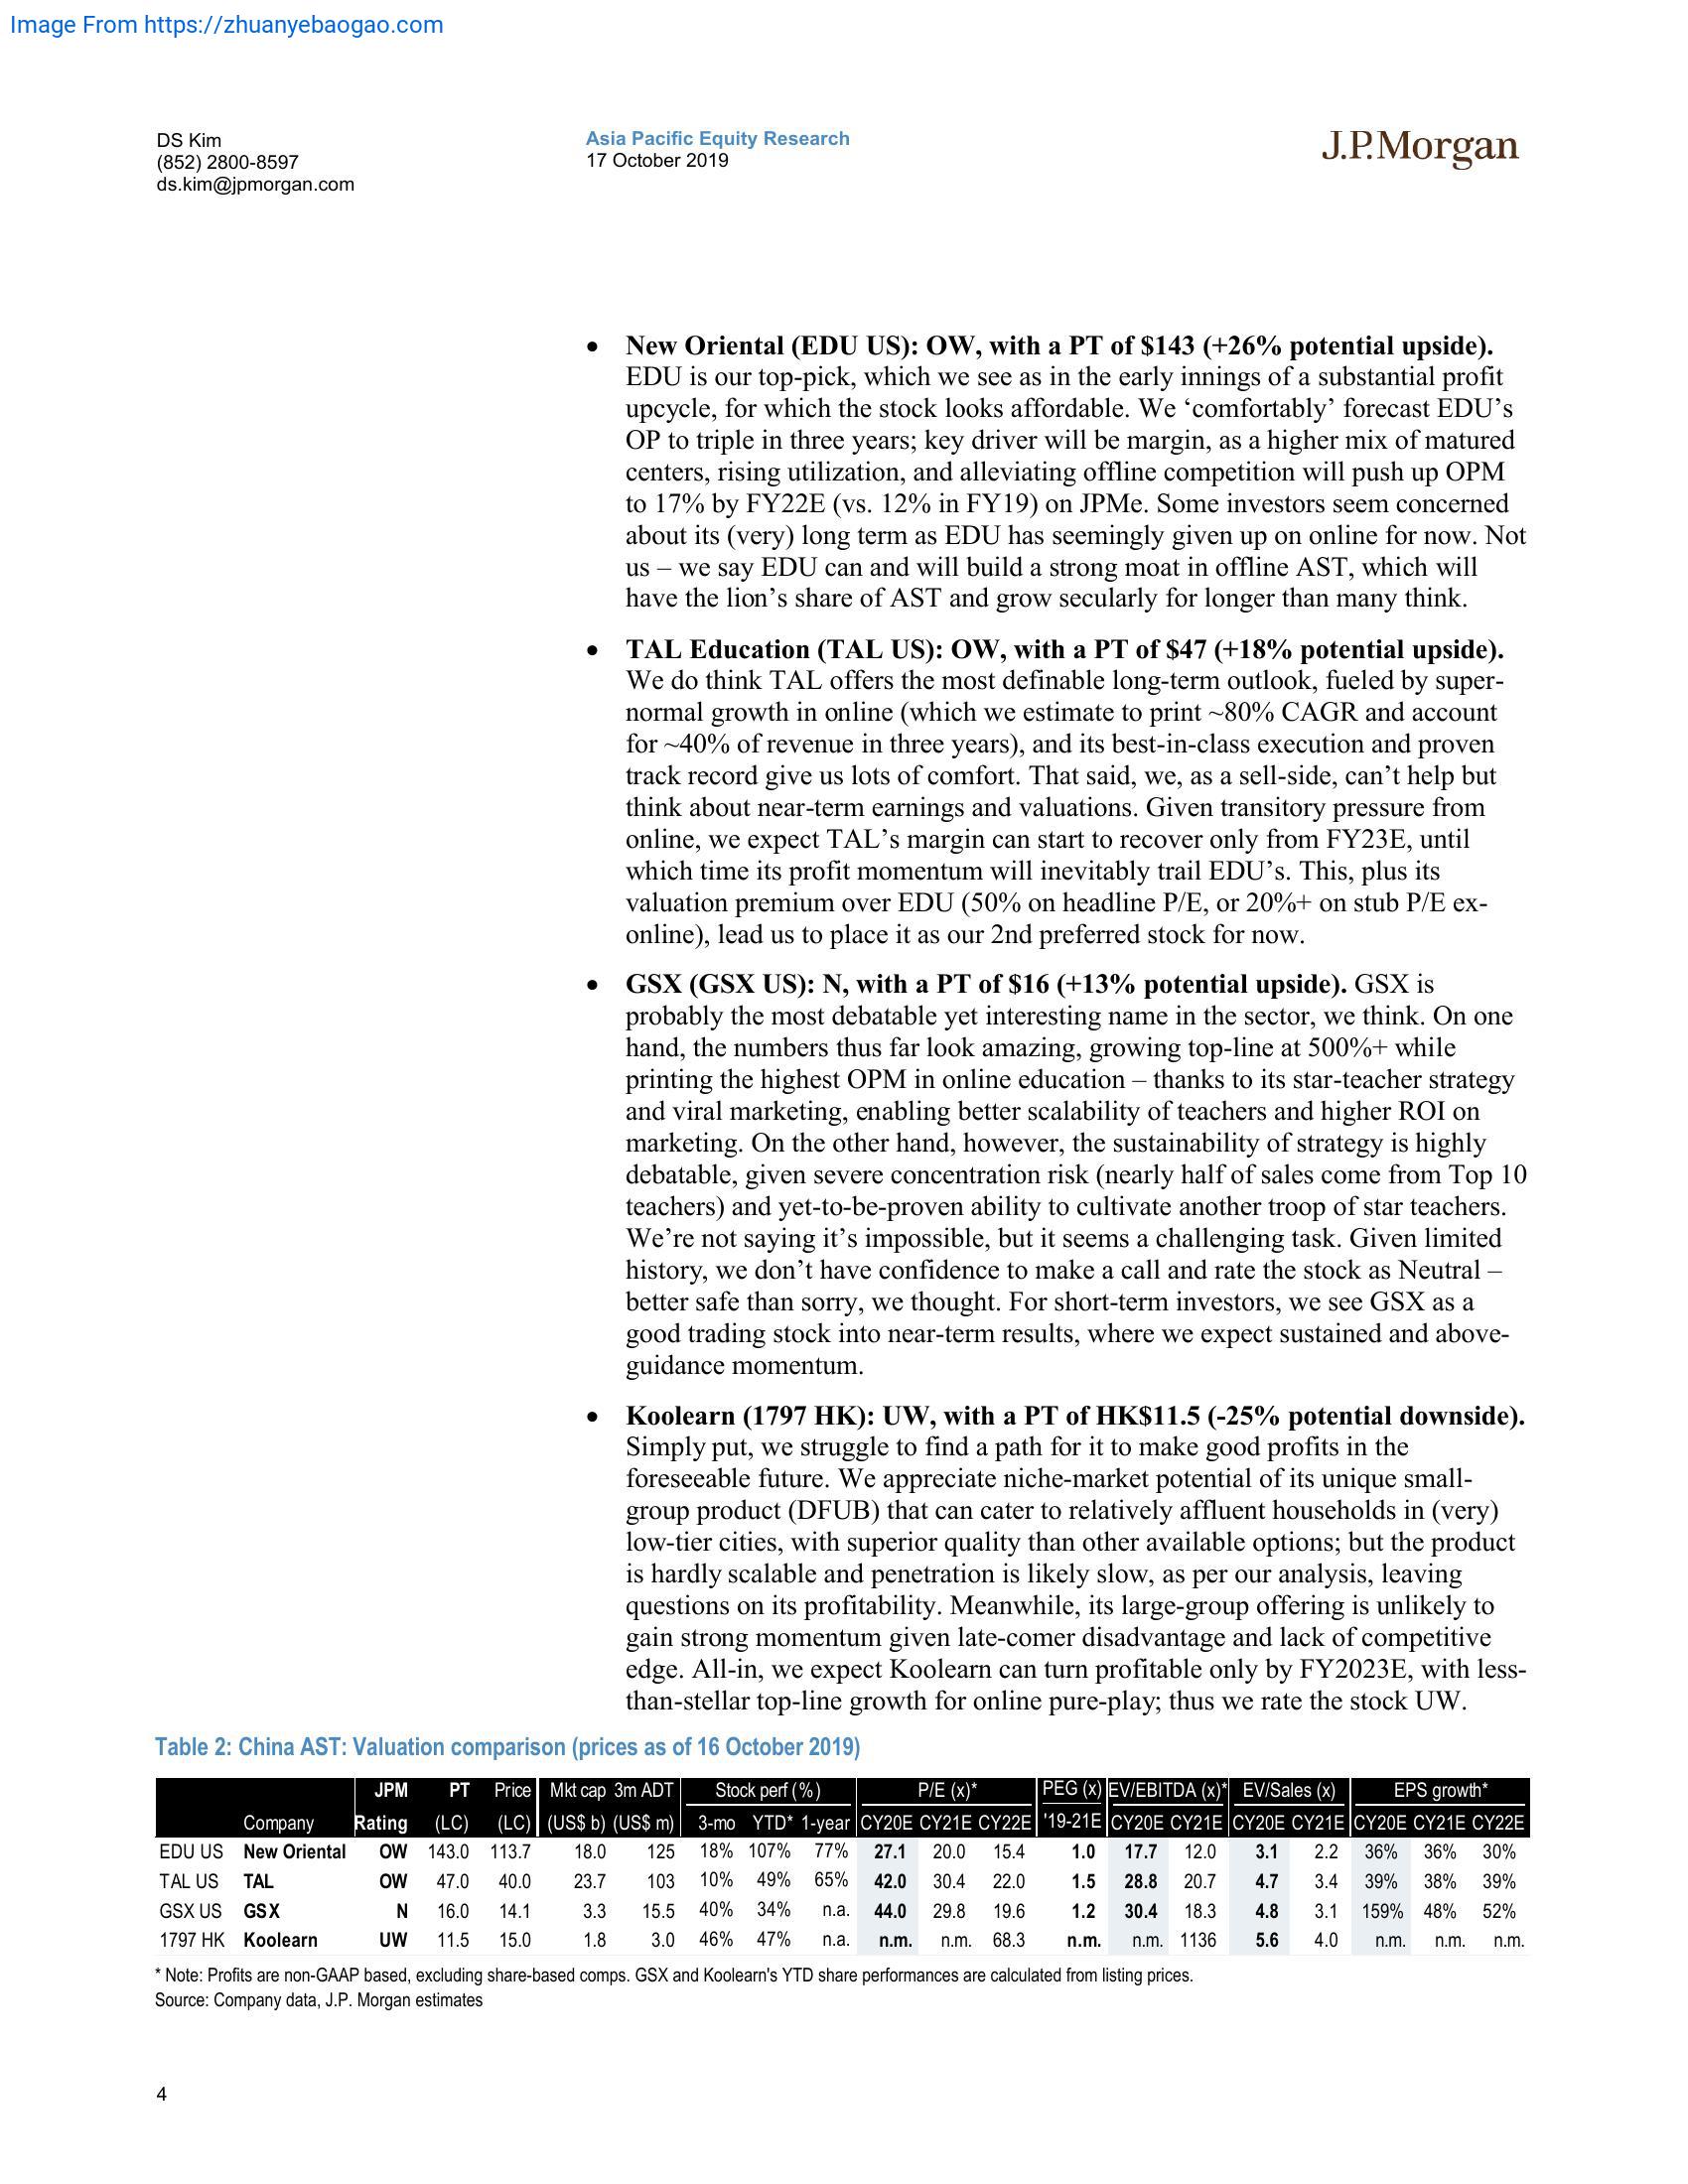 Image From https://zhuanyebaogao.com
DS Kim
(852) 2800-8597
ds.kim@jpmorgan.com
Asia Pacific Equity Research
17 October 2019
J.P.Morgan
• New Oriental (EDU US): OW, with a PT of $143 (+26% potential upside).
EDU is our top-pick, which we see as in the early innings of a substantial profit
upcycle, for which the stock looks affordable. We ‘comfortably’ forecast EDU’s
OP to triple in three years; key driver will be margin, as a higher mix of matured
centers, rising utilization, and alleviating offline competition will push up OPM
to 17% by FY22E (vs. 12% in FY19) on JPMe. Some investors seem concerned
about its (very) long term as EDU has seemingly given up on online for now. Not
us – we say EDU can and will build a strong moat in offline AST, which will
have the lion’s share of AST and grow secularly for longer than many think.
• TAL Education (TAL US): OW, with a PT of $47 (+18% potential upside).
We do think TAL offers the most definable long-term outlook, fueled by super-
normal growth in online (which we estimate to print ~80% CAGR and account
for ~40% of revenue in three years), and its best-in-class execution and proven
track record give us lots of comfort. That said, we, as a sell-side, can’t help but
think about near-term earnings and valuations. Given transitory pressure from
online, we expect TAL’s margin can start to recover only from FY23E, until
which time its profit momentum will inevitably trail EDU’s. This, plus its
valuation premium over EDU (50% on headline P/E, or 20%+ on stub P/E ex-
online), lead us to place it as our 2nd preferred stock for now.
• GSX (GSX US): N, with a PT of $16 (+13% potential upside). GSX is
probably the most debatable yet interesting name in the sector, we think. On one
hand, the numbers thus far look amazing, growing top-line at 500%+ while
printing the highest OPM in online education – thanks to its star-teacher strategy
and viral marketing, enabling better scalability of teachers and higher ROI on
marketing. On the other hand, however, the sustainability of strategy is highly
debatable, given severe concentration risk (nearly half of sales come from Top 10
teachers) and yet-to-be-proven ability to cultivate another troop of star teachers.
We’re not saying it’s impossible, but it seems a challenging task. Given limited
history, we don’t have confidence to make a call and rate the stock as Neutral –
better safe than sorry, we thought. For short-term investors, we see GSX as a
good trading stock into near-term results, where we expect sustained and above-
guidance momentum.
• Koolearn (1797 HK): UW, with a PT of HK$11.5 (-25% potential downside).
Simply put, we struggle to find a path for it to make good profits in the
foreseeable future. We appreciate niche-market potential of its unique small-
group product (DFUB) that can cater to relatively affluent households in (very)
low-tier cities, with superior quality than other available options; but the product
is hardly scalable and penetration is likely slow, as per our analysis, leaving
questions on its profitability. Meanwhile, its large-group offering is unlikely to
gain strong momentum given late-comer disadvantage and lack of competitive
edge. All-in, we expect Koolearn can turn profitable only by FY2023E, with less-
than-stellar top-line growth for online pure-play; thus we rate the stock UW.
Table 2: China AST: Valuation comparison (prices as of 16 October 2019)
JPM PT Price Mkt cap 3m ADT Stock perf (%) P/E (x)* PEG (x) EV/EBITDA (x)* EV/Sales (x) EPS growth*
Company Rating (LC) (LC) (US$ b) (US$ m) 3-mo YTD* 1-year CY20E CY21E CY22E '19-21E CY20E CY21E CY20E CY21E CY20E CY21E CY22E
EDU US New Oriental OW 143.0 113.7 18.0 125 18% 107% 77% 27.1 20.0 15.4 1.0 17.7 12.0 3.1 2.2 36% 36% 30%
TAL US TAL OW 47.0 40.0 23.7 103 10% 49% 65% 42.0 30.4 22.0 1.5 28.8 20.7 4.7 3.4 39% 38% 39%
GSX US GSX N 16.0 14.1 3.3 15.5 40% 34% n.a. 44.0 29.8 19.6 1.2 30.4 18.3 4.8 3.1 159% 48% 52%
1797 HK Koolearn UW 11.5 15.0 1.8 3.0 46% 47% n.a. n.m. n.m. 68.3 n.m. n.m. 1136 5.6 4.0 n.m. n.m. n.m.
* Note: Profits are non-GAAP based, excluding share-based comps. GSX and Koolearn's YTD share performances are calculated from listing prices.
Source: Company data, J.P. Morgan estimates
4